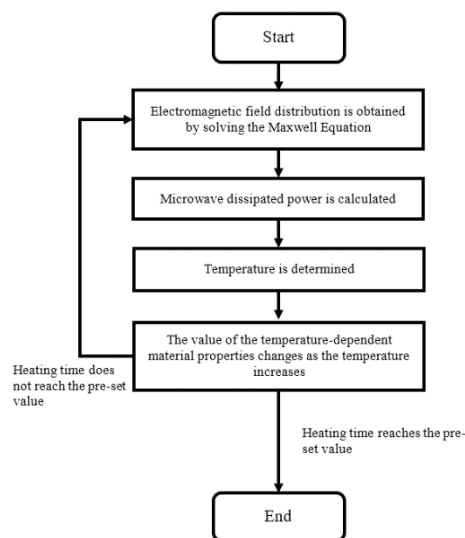 Start
Electromagnetic field distribution is obtained
by solving the Maxwell Equation
Microwave dissipated power is calculated
Temperature is determined
The value of the temperature-dependent
material properties changes as the temperature
increases
Heating time does
not reach the pre-set
value
Heating time reaches the pre-
set value
End